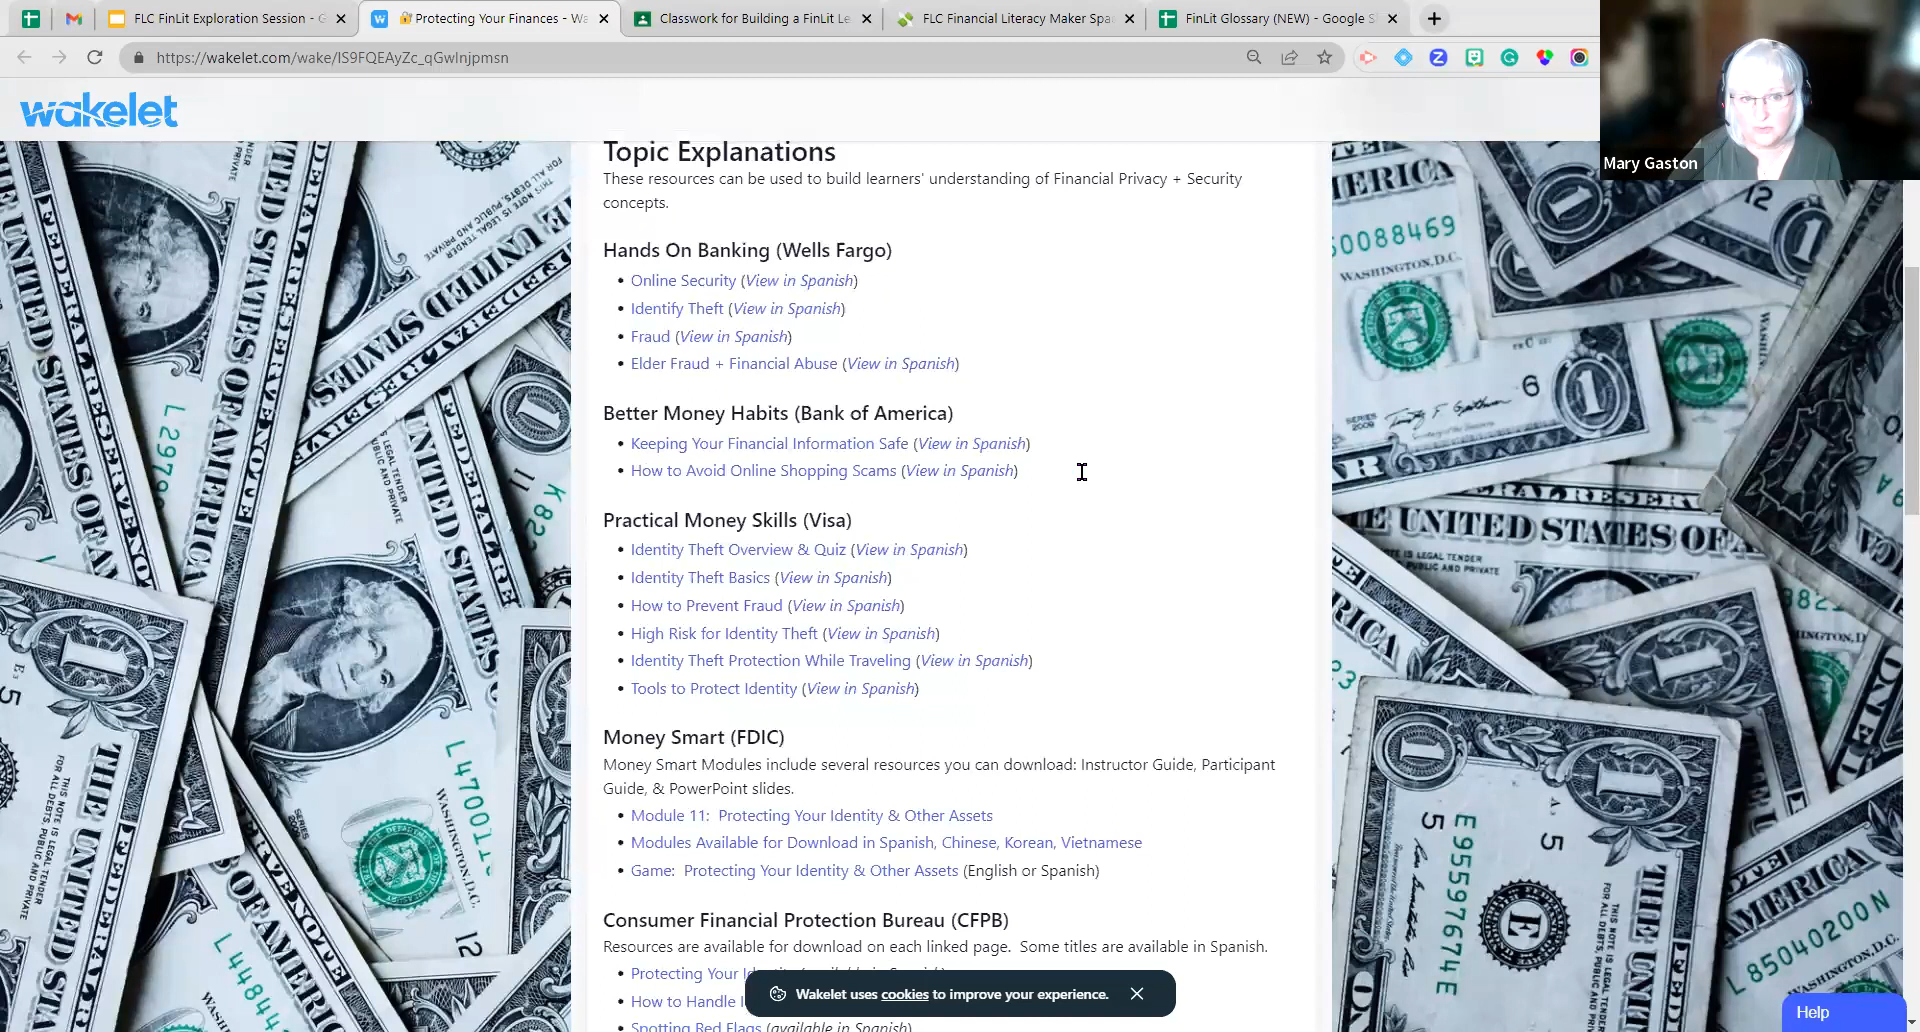 FLC FinLit Exploration Session - G
Protecting Your Finances - Wa
Classwork for Building a FinLit Le
FLC Financial Literacy Maker Spac
FinLit Glossary (NEW) - Google S
wakelet
Mary Gaston
Topic Explanations
These resources can be used to build learners' understanding of Financial Privacy + Security
concepts.
Hands On Banking (Wells Fargo)
• Online Security (View in Spanish)
• Identify Theft (View in Spanish)
• Fraud (View in Spanish)
• Elder Fraud + Financial Abuse (View in Spanish)
Better Money Habits (Bank of America)
• Keeping Your Financial Information Safe (View in Spanish)
• How to Avoid Online Shopping Scams (View in Spanish)
Practical Money Skills (Visa)
• Identity Theft Overview & Quiz (View in Spanish)
• Identity Theft Basics (View in Spanish)
• How to Prevent Fraud (View in Spanish)
• High Risk for Identity Theft (View in Spanish)
• Identity Theft Protection While Traveling (View in Spanish)
• Tools to Protect Identity (View in Spanish)
Money Smart (FDIC)
Money Smart Modules include several resources you can download: Instructor Guide, Participant
Guide, & PowerPoint slides.
• Module 11: Protecting Your Identity & Other Assets
• Modules Available for Download in Spanish, Chinese, Korean, Vietnamese
• Game: Protecting Your Identity & Other Assets (English or Spanish)
Consumer Financial Protection Bureau (CFPB)
Resources are available for download on each linked page. Some titles are available in Spanish.
• Protecting Your
• How to Handle
• Spotting Red Flags (available in Spanish)
Wakelet uses cookies to improve your experience.
Help